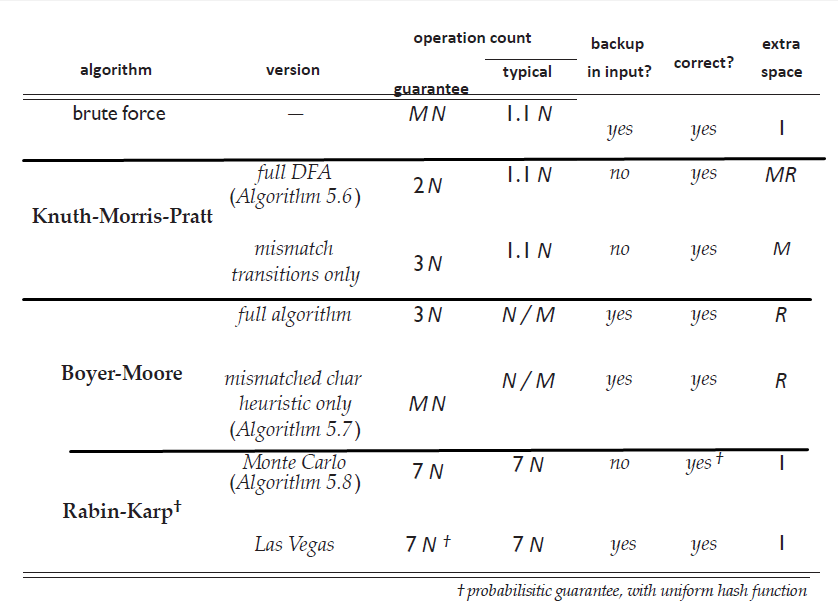 operation count
backup
extra
algorithm version typical in input? correct? space
guarantee
brute force — M N 1.1 N yes yes 1
full DFA 2 N 1.1 N no yes MR
(Algorithm 5.6)
Knuth-Morris-Pratt
mismatch 3 N 1.1 N no yes M
transitions only
full algorithm 3 N N / M yes yes R
Boyer-Moore
mismatched char N / M yes yes R
heuristic only M N
(Algorithm 5.7)
Monte Carlo 7 N 7 N no yes † 1
(Algorithm 5.8)
Rabin-Karp†
Las Vegas 7 N † 7 N yes yes 1
† probabilisitic guarantee, with uniform hash function